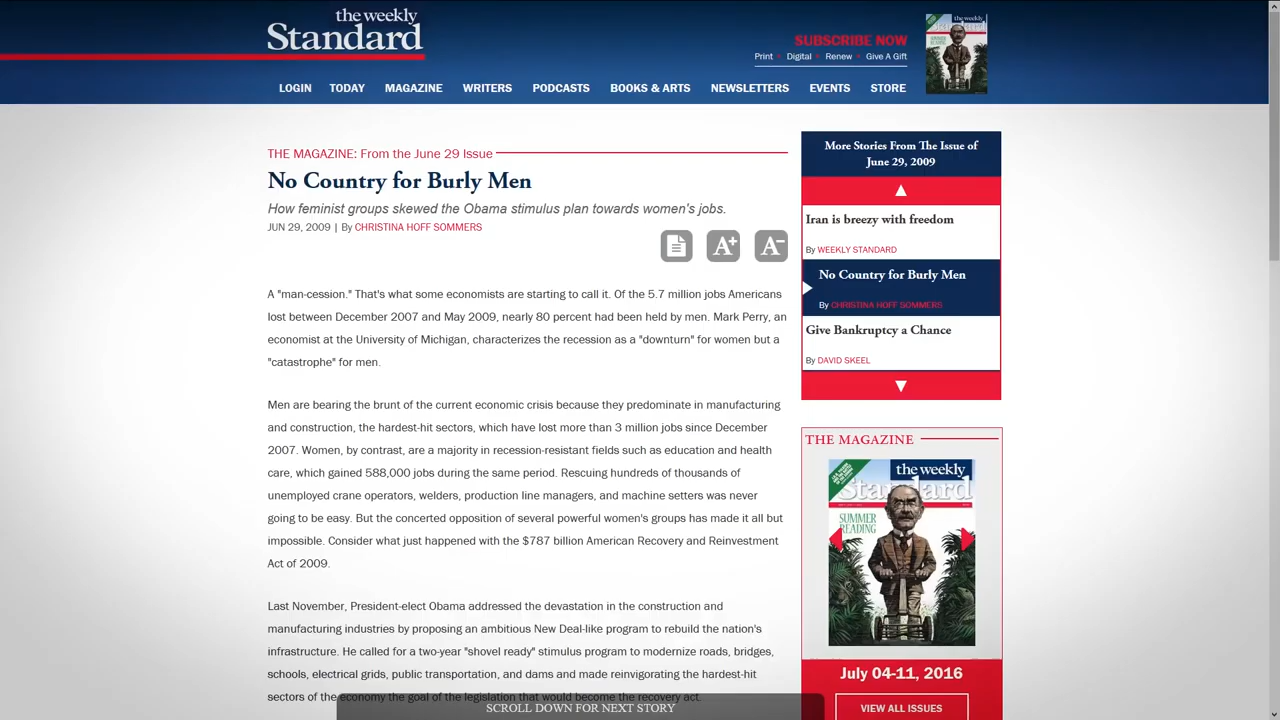 the weekly
Standard
SUBSCRIBE NOW
Print • Digital • Renew • Give A Gift
LOGIN TODAY MAGAZINE WRITERS PODCASTS BOOKS & ARTS NEWSLETTERS EVENTS STORE
THE MAGAZINE: From the June 29 Issue
No Country for Burly Men
How feminist groups skewed the Obama stimulus plan towards women's jobs.
JUN 29, 2009 | By CHRISTINA HOFF SOMMERS
A+ A-
A "man-cession." That's what some economists are starting to call it. Of the 5.7 million jobs Americans
lost between December 2007 and May 2009, nearly 80 percent had been held by men. Mark Perry, an
economist at the University of Michigan, characterizes the recession as a "downturn" for women but a
"catastrophe" for men.
Men are bearing the brunt of the current economic crisis because they predominate in manufacturing
and construction, the hardest-hit sectors, which have lost more than 3 million jobs since December
2007. Women, by contrast, are a majority in recession-resistant fields such as education and health
care, which gained 588,000 jobs during the same period. Rescuing hundreds of thousands of
unemployed crane operators, welders, production line managers, and machine setters was never
going to be easy. But the concerted opposition of several powerful women's groups has made it all but
impossible. Consider what just happened with the $787 billion American Recovery and Reinvestment
Act of 2009.
Last November, President-elect Obama addressed the devastation in the construction and
manufacturing industries by proposing an ambitious New Deal-like program to rebuild the nation's
infrastructure. He called for a two-year "shovel ready" stimulus program to modernize roads, bridges,
schools, electrical grids, public transportation, and dams and made reinvigorating the hardest-hit
sectors of the economy the goal of the legislation that would become the recovery act.
SCROLL DOWN FOR NEXT STORY
More Stories From The Issue of
June 29, 2009
Iran is breezy with freedom
By WEEKLY STANDARD
No Country for Burly Men
By CHRISTINA HOFF SOMMERS
Give Bankruptcy a Chance
By DAVID SKEEL
THE MAGAZINE
the weekly
Standard
SUMMER
READING
July 04-11, 2016
VIEW ALL ISSUES